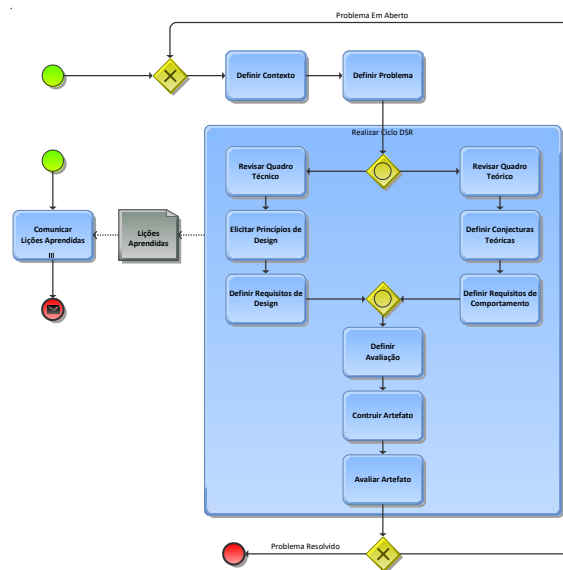 Problema Em Aberto
Definir Contexto
Definir Problema
Realizar Ciclo DSR
Revisar Quadro
Técnico
Revisar Quadro
Teórico
Comunicar
Lições Aprendidas
Lições
Aprendidas
Elicitar Princípios de
Design
Definir Conjecturas
Teóricas
Definir Requisitos de
Design
Definir Requisitos de
Comportamento
Definir
Avaliação
Contruir Artefato
Avaliar Artefato
Problema Resolvido